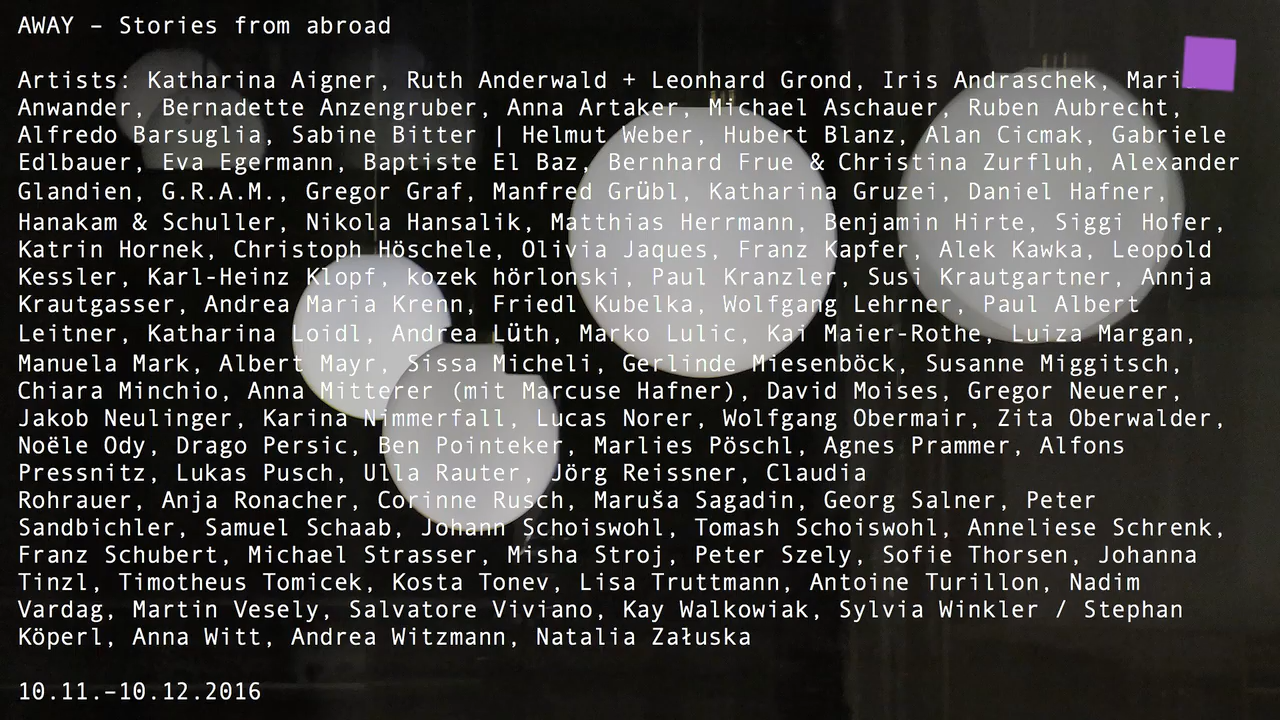 AWAY – Stories from abroad
Artists: Katharina Aigner, Ruth Anderwald + Leonhard Grond, Iris Andraschek,
Anwander, Bernadette Anzengruber, Anna Artaker, Michael Aschauer, Ruben Aubrecht,
Alfredo Barsuglia, Sabine Bitter | Helmut Weber, Hubert Blanz, Alan Cicmak, Gabriele
Edlbauer, Eva Egermann, Baptiste El Baz, Bernhard Frue & Christina Zurfluh, Alexander
Glandien, G.R.A.M., Gregor Graf, Manfred Grübl, Katharina Gruzei, Daniel Hafner,
Hanakam & Schuller, Nikola Hansalik, Matthias Herrmann, Benjamin Hirte, Siggi Hofer,
Katrin Hornek, Christoph Höschele, Olivia Jaques, Franz Kapfer, Alek Kawka, Leopold
Kessler, Karl-Heinz Klopf, kozek hörlonski, Paul Kranzler, Susi Krautgartner, Annja
Krautgasser, Andrea Maria Krenn, Friedl Kubelka, Wolfgang Lehrner, Paul Albert
Leitner, Katharina Loidl, Andrea Lüth, Marko Lulic, Kai Maier-Rothe, Luiza Margan,
Manuela Mark, Albert Mayr, Sissa Micheli, Gerlinde Miesenböck, Susanne Miggitsch,
Chiara Minchio, Anna Mitterer (mit Marcuse Hafner), David Moises, Gregor Neuerer,
Jakob Neulinger, Karina Nimmerfall, Lucas Norer, Wolfgang Obermair, Zita Oberwalder,
Noële Ody, Drago Persic, Ben Pointeker, Marlies Pöschl, Agnes Prammer, Alfons
Pressnitz, Lukas Pusch, Ulla Rauter, Jörg Reissner, Claudia
Rohrauer, Anja Ronacher, Corinne Rusch, Maruša Sagadin, Georg Salner, Peter
Sandbichler, Samuel Schaab, Johann Schoiswohl, Tomash Schoiswohl, Anneliese Schrenk,
Franz Schubert, Michael Strasser, Misha Stroj, Peter Szely, Sofie Thorsen, Johanna
Tinzl, Timotheus Tomicek, Kosta Tonev, Lisa Truttmann, Antoine Turillon, Nadim
Vardag, Martin Vesely, Salvatore Viviano, Kay Walkowiak, Sylvia Winkler / Stephan
Köperl, Anna Witt, Andrea Witzmann, Natalia Załuska
10.11.–10.12.2016